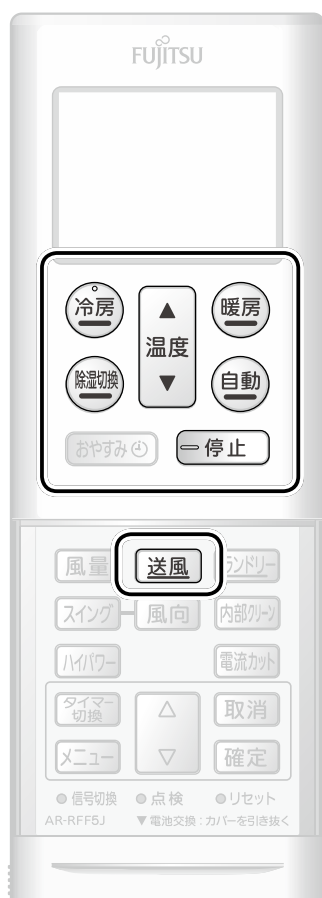 FUJITSU
冷房 ▲ 暖房
温度
除湿切換 ▼ 自動
おやすみ 停止
風量 送風 ランドリー
スイング 風向 内部クリーン
ハイパワー 電流カット
タイマー切換 △ 取消
メニュー ▽ 確定
信号切換 点検 リセット
AR-RFF5J ▼電池交換：カバーを引き抜く